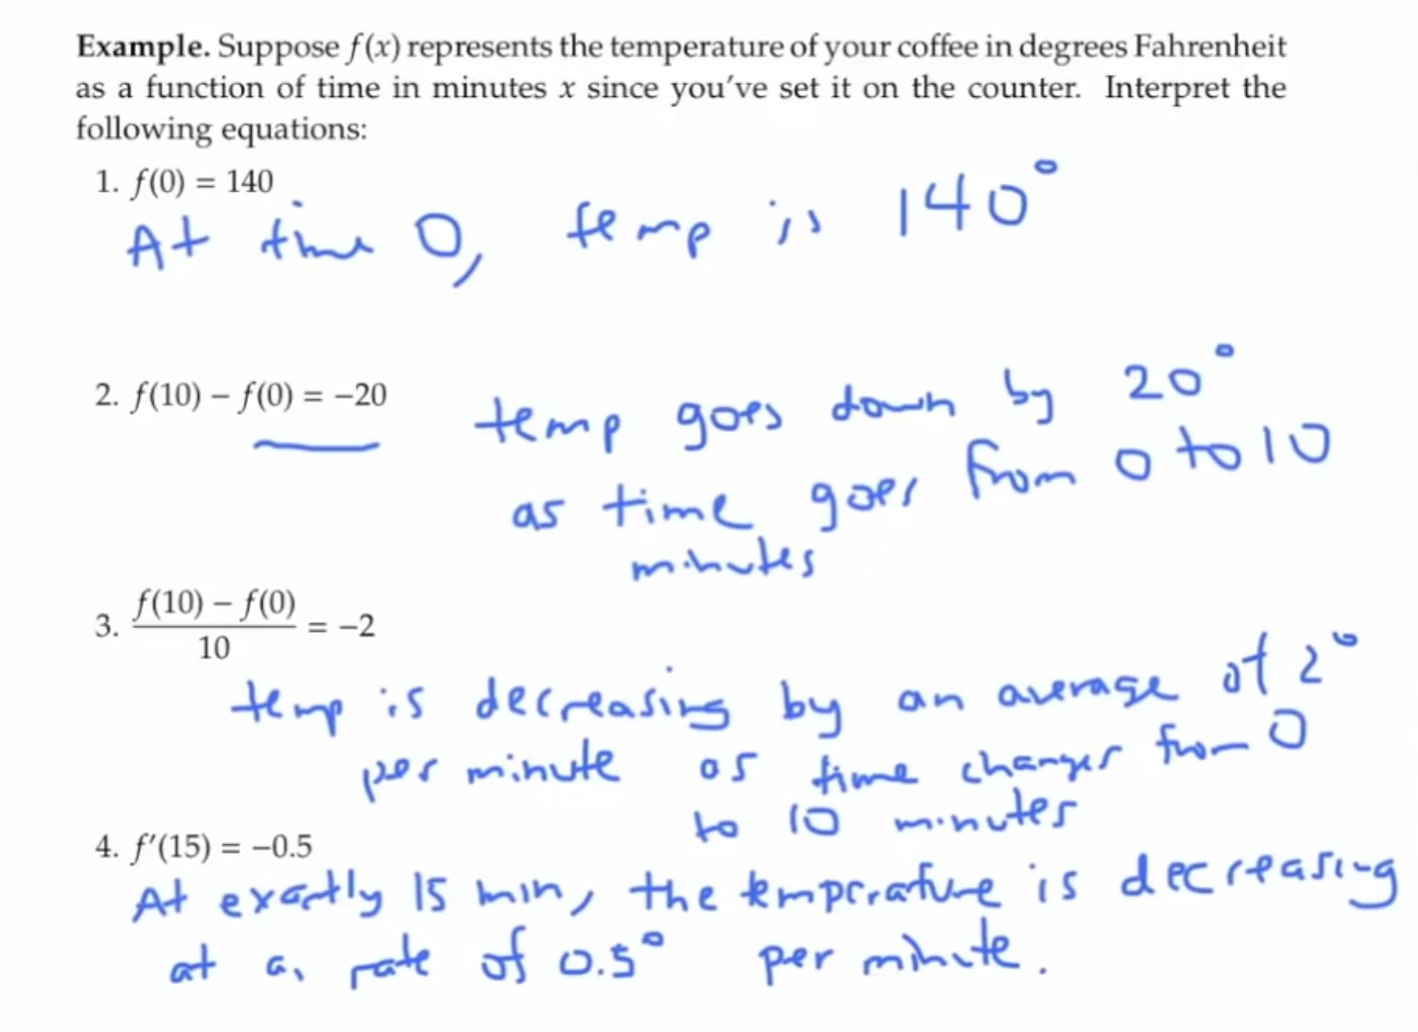 Example. Suppose f(x) represents the temperature of your coffee in degrees Fahrenheit
as a function of time in minutes x since you've set it on the counter. Interpret the
following equations:
1. f(0) = 140
At time 0, temp is 140°
2. f(10) − f(0) = −20
temp goes down by 20°
as time goes from 0 to 10
minutes
3. \frac{f(10) − f(0)}{10} = −2
temp is decreasing by an average of 2°
per minute as time changes from 0
to 10 minutes
4. f′(15) = −0.5
At exactly 15 min, the temperature is decreasing
at a rate of 0.5° per minute.